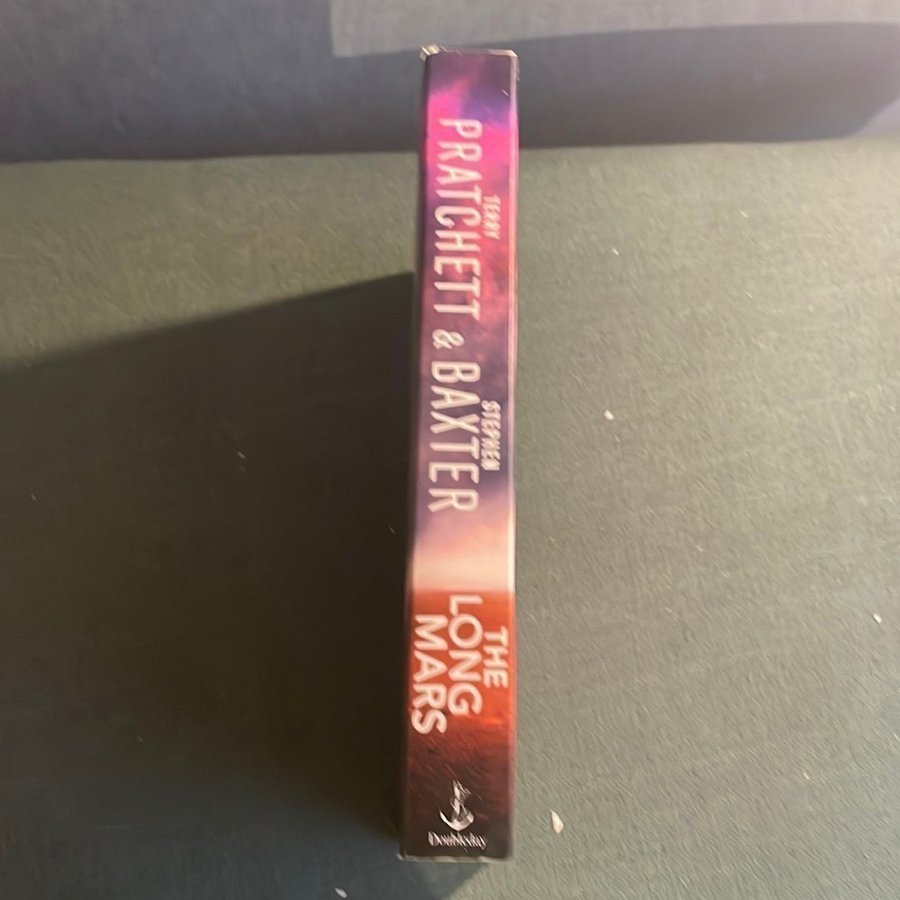 TERRY STEPHEN
PRATCHETT & BAXTER
THE
LONG
MARS
Doubleday